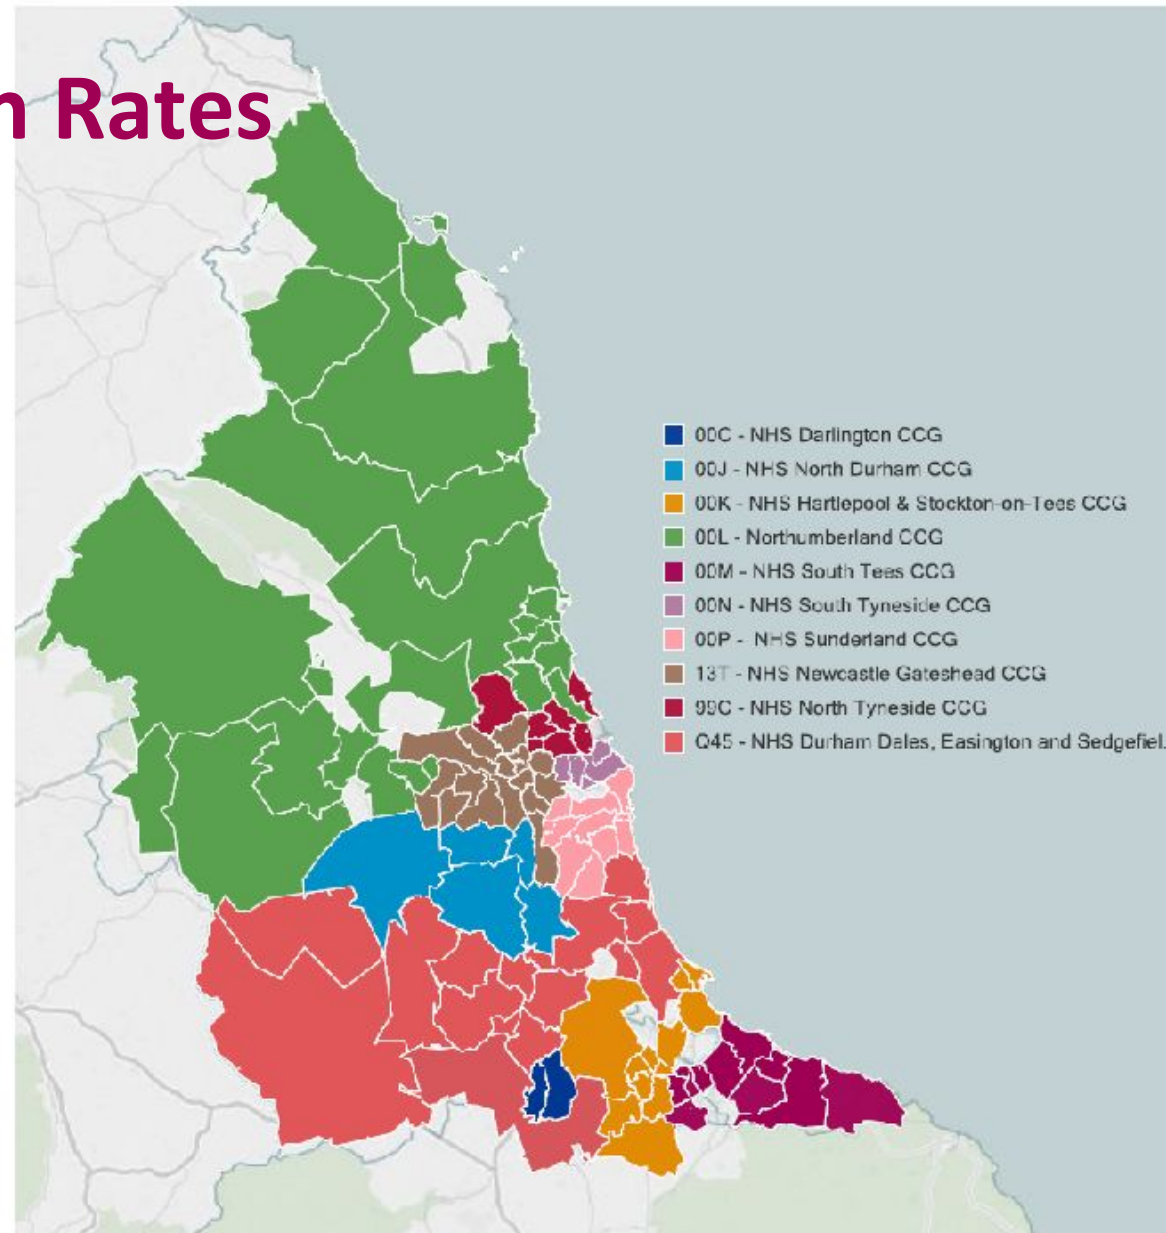 n Rates
00C - NHS Darlington CCG
00J - NHS North Durham CCG
00K - NHS Hartlepool & Stockton-on-Tees CCG
00L - Northumberland CCG
00M - NHS South Tees CCG
00N - NHS South Tyneside CCG
00P - NHS Sunderland CCG
13T - NHS Newcastle Gateshead CCG
99C - NHS North Tyneside CCG
Q45 - NHS Durham Dales, Easington and Sedgefiel